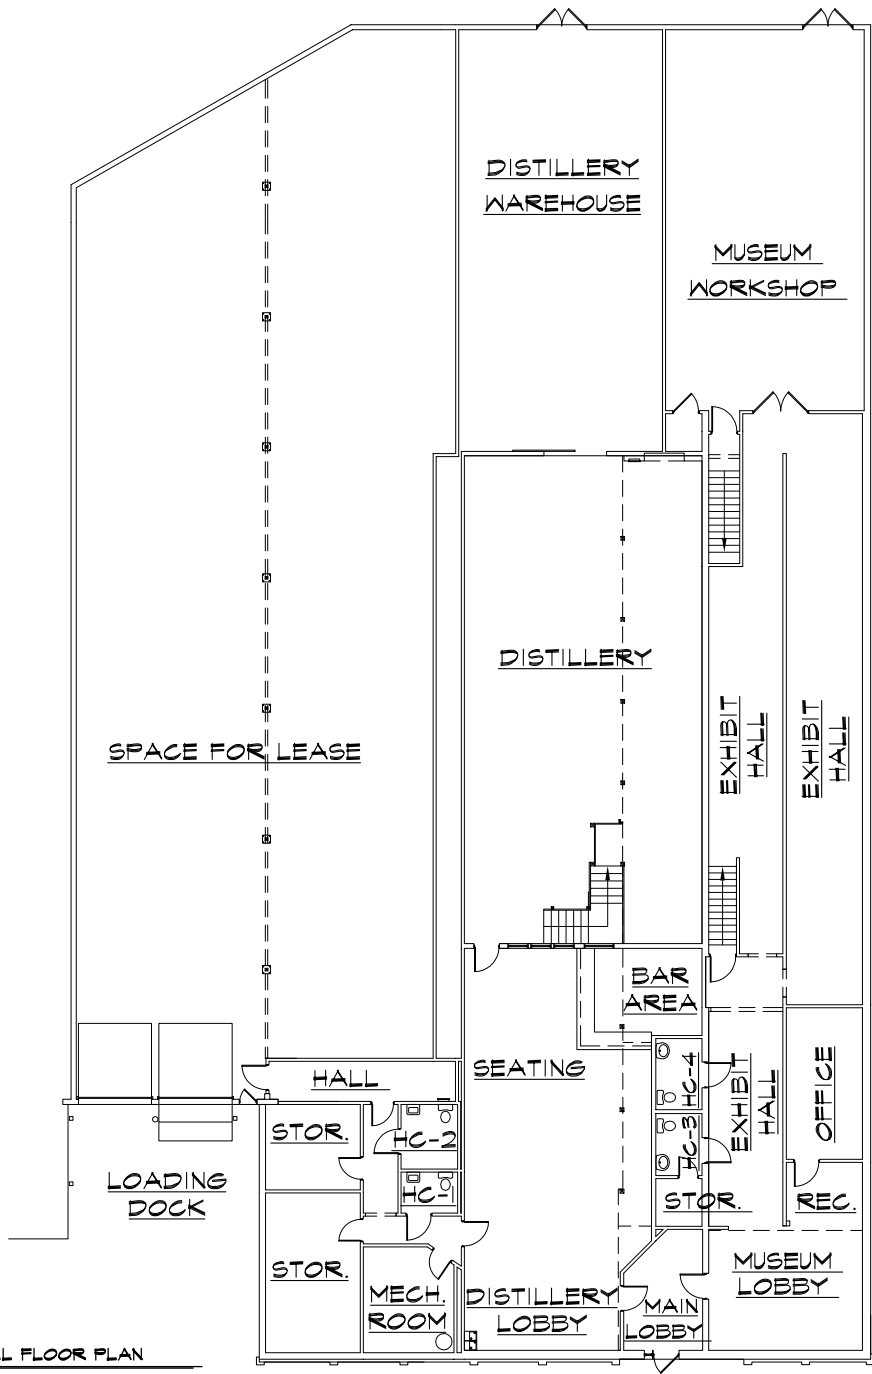 DISTILLERY
WAREHOUSE
MUSEUM
WORKSHOP
DISTILLERY
EXHIBIT
HALL
EXHIBIT
HALL
SPACE FOR LEASE
BAR
AREA
SEATING
HALL
HC-4
EXHIBIT
HALL
OFFICE
STOR.
HC-2
HC-3
LOADING
DOCK
HC-1
STOR.
REC.
STOR.
MECH.
ROOM
DISTILLERY
LOBBY
MAIN
LOBBY
MUSEUM
LOBBY
L FLOOR PLAN